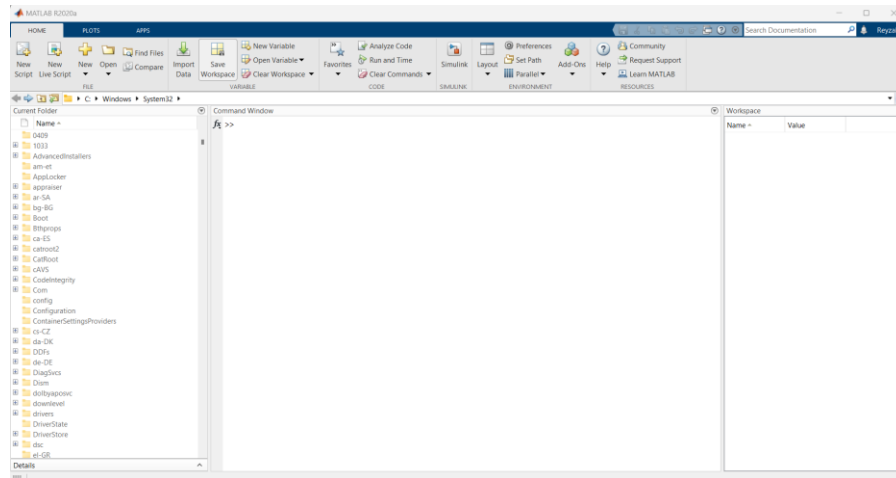 MATLAB R2020a
HOME PLOTS APPS
Search Documentation
Reyza
New Script
New Live Script
New
Open
Find Files
Compare
Import Data
Save Workspace
New Variable
Open Variable
Clear Workspace
Favorites
Analyze Code
Run and Time
Clear Commands
Simulink
Layout
Preferences
Set Path
Parallel
Add-Ons
Help
Community
Request Support
Learn MATLAB
FILE VARIABLE CODE SIMULINK ENVIRONMENT RESOURCES
C: Windows System32
Current Folder
Name
0409
1033
AdvancedInstallers
am-et
AppLocker
appraiser
ar-SA
bg-BG
Boot
Bthprops
ca-ES
catroot2
CatRoot
cAVS
CodeIntegrity
Com
config
Configuration
ContainerSettingsProviders
cs-CZ
da-DK
DDFs
de-DE
DiagSvcs
Dism
dolbyaposvc
downlevel
drivers
DriverState
DriverStore
dsc
el-GR
Details
Command Window
fx >>
Workspace
Name Value